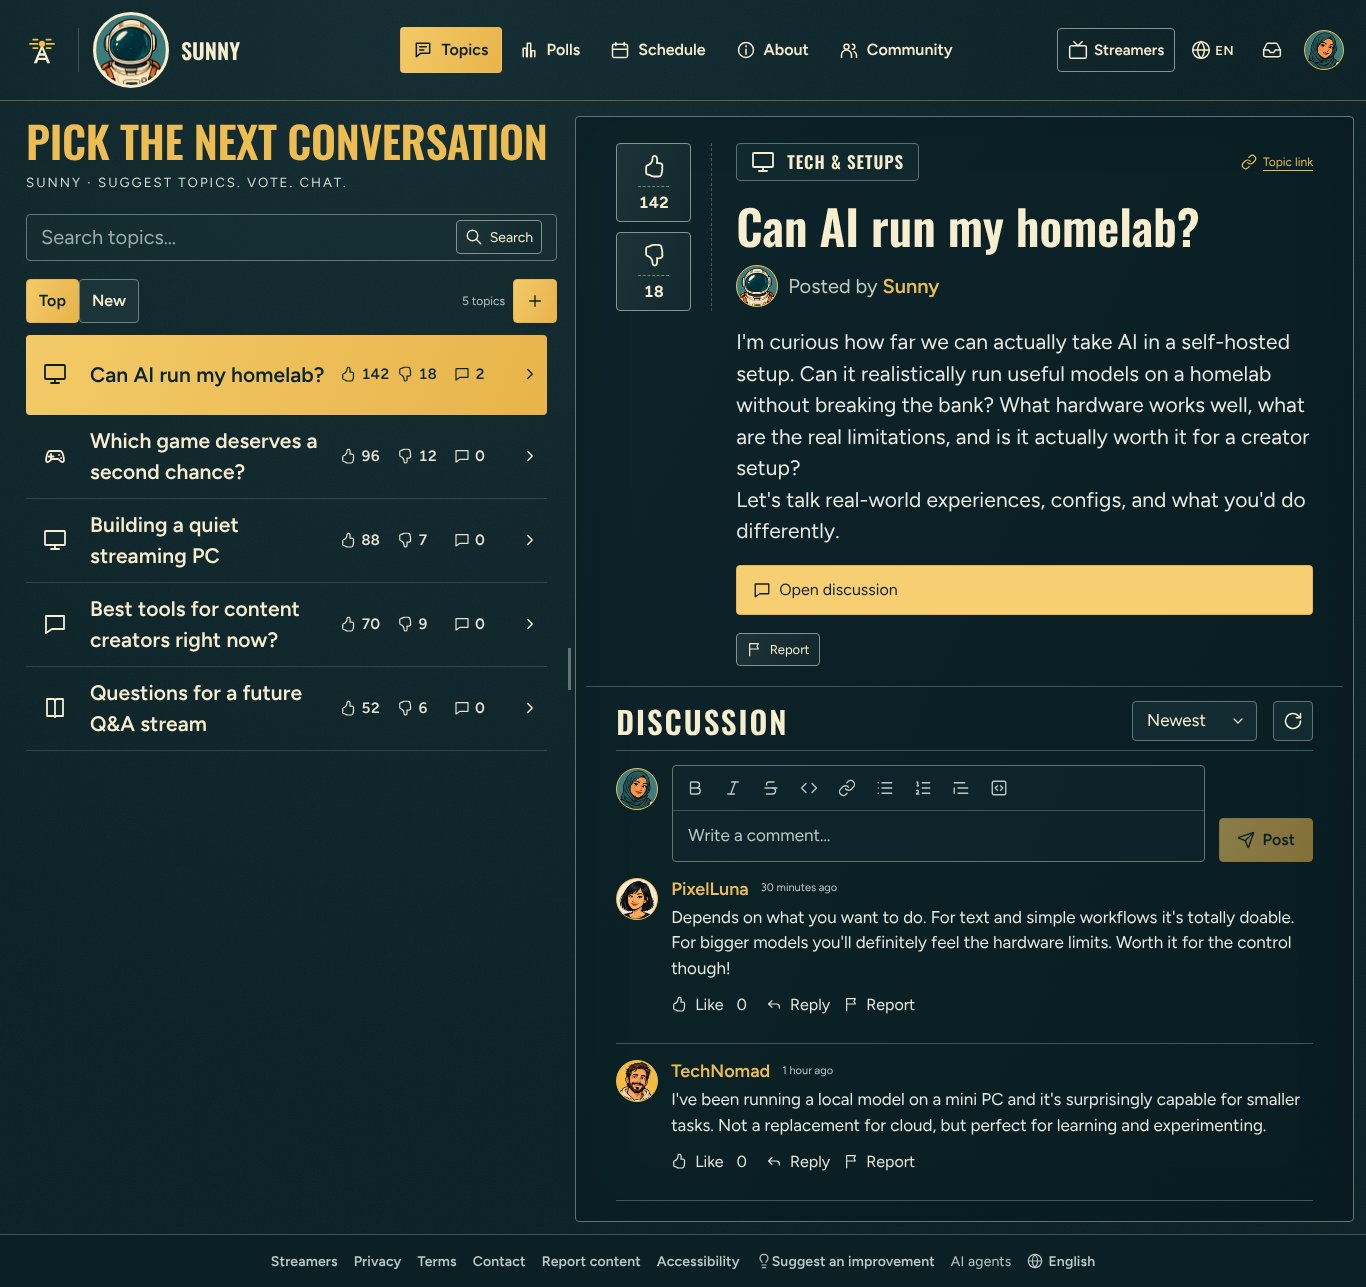 SUNNY
Topics
Polls
Schedule
About
Community
Streamers
EN
PICK THE NEXT CONVERSATION
SUNNY · SUGGEST TOPICS. VOTE. CHAT.
Search topics...
Search
Top
New
5 topics
Can AI run my homelab?
142
18
2
Which game deserves a
second chance?
96
12
0
Building a quiet
streaming PC
88
7
0
Best tools for content
creators right now?
70
9
0
Questions for a future
Q&A stream
52
6
0
142
18
TECH & SETUPS
Topic link
Can AI run my homelab?
Posted by Sunny
I'm curious how far we can actually take AI in a self-hosted
setup. Can it realistically run useful models on a homelab
without breaking the bank? What hardware works well, what
are the real limitations, and is it actually worth it for a creator
setup?
Let's talk real-world experiences, configs, and what you'd do
differently.
Open discussion
Report
DISCUSSION
Newest
Write a comment...
Post
PixelLuna 30 minutes ago
Depends on what you want to do. For text and simple workflows it's totally doable.
For bigger models you'll definitely feel the hardware limits. Worth it for the control
though!
Like 0 Reply Report
TechNomad 1 hour ago
I've been running a local model on a mini PC and it's surprisingly capable for smaller
tasks. Not a replacement for cloud, but perfect for learning and experimenting.
Like 0 Reply Report
Streamers Privacy Terms Contact Report content Accessibility Suggest an improvement AI agents English